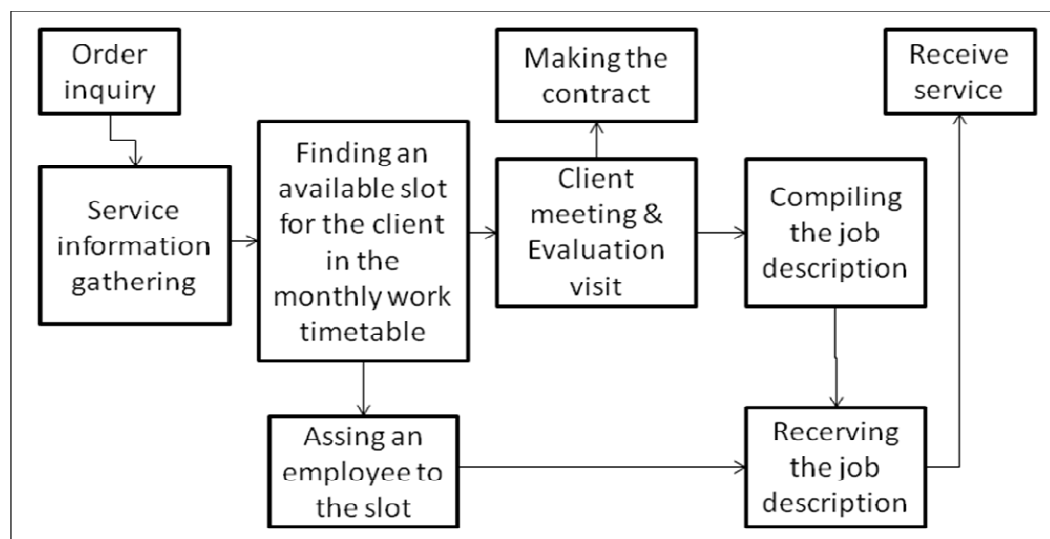 Order
inquiry
Service
information
gathering
Finding an
available slot
for the client
in the
monthly work
timetable
Assing an
employee to
the slot
Making the
contract
Client
meeting &
Evaluation
visit
Compiling
the job
description
Recerving
the job
description
Receive
service